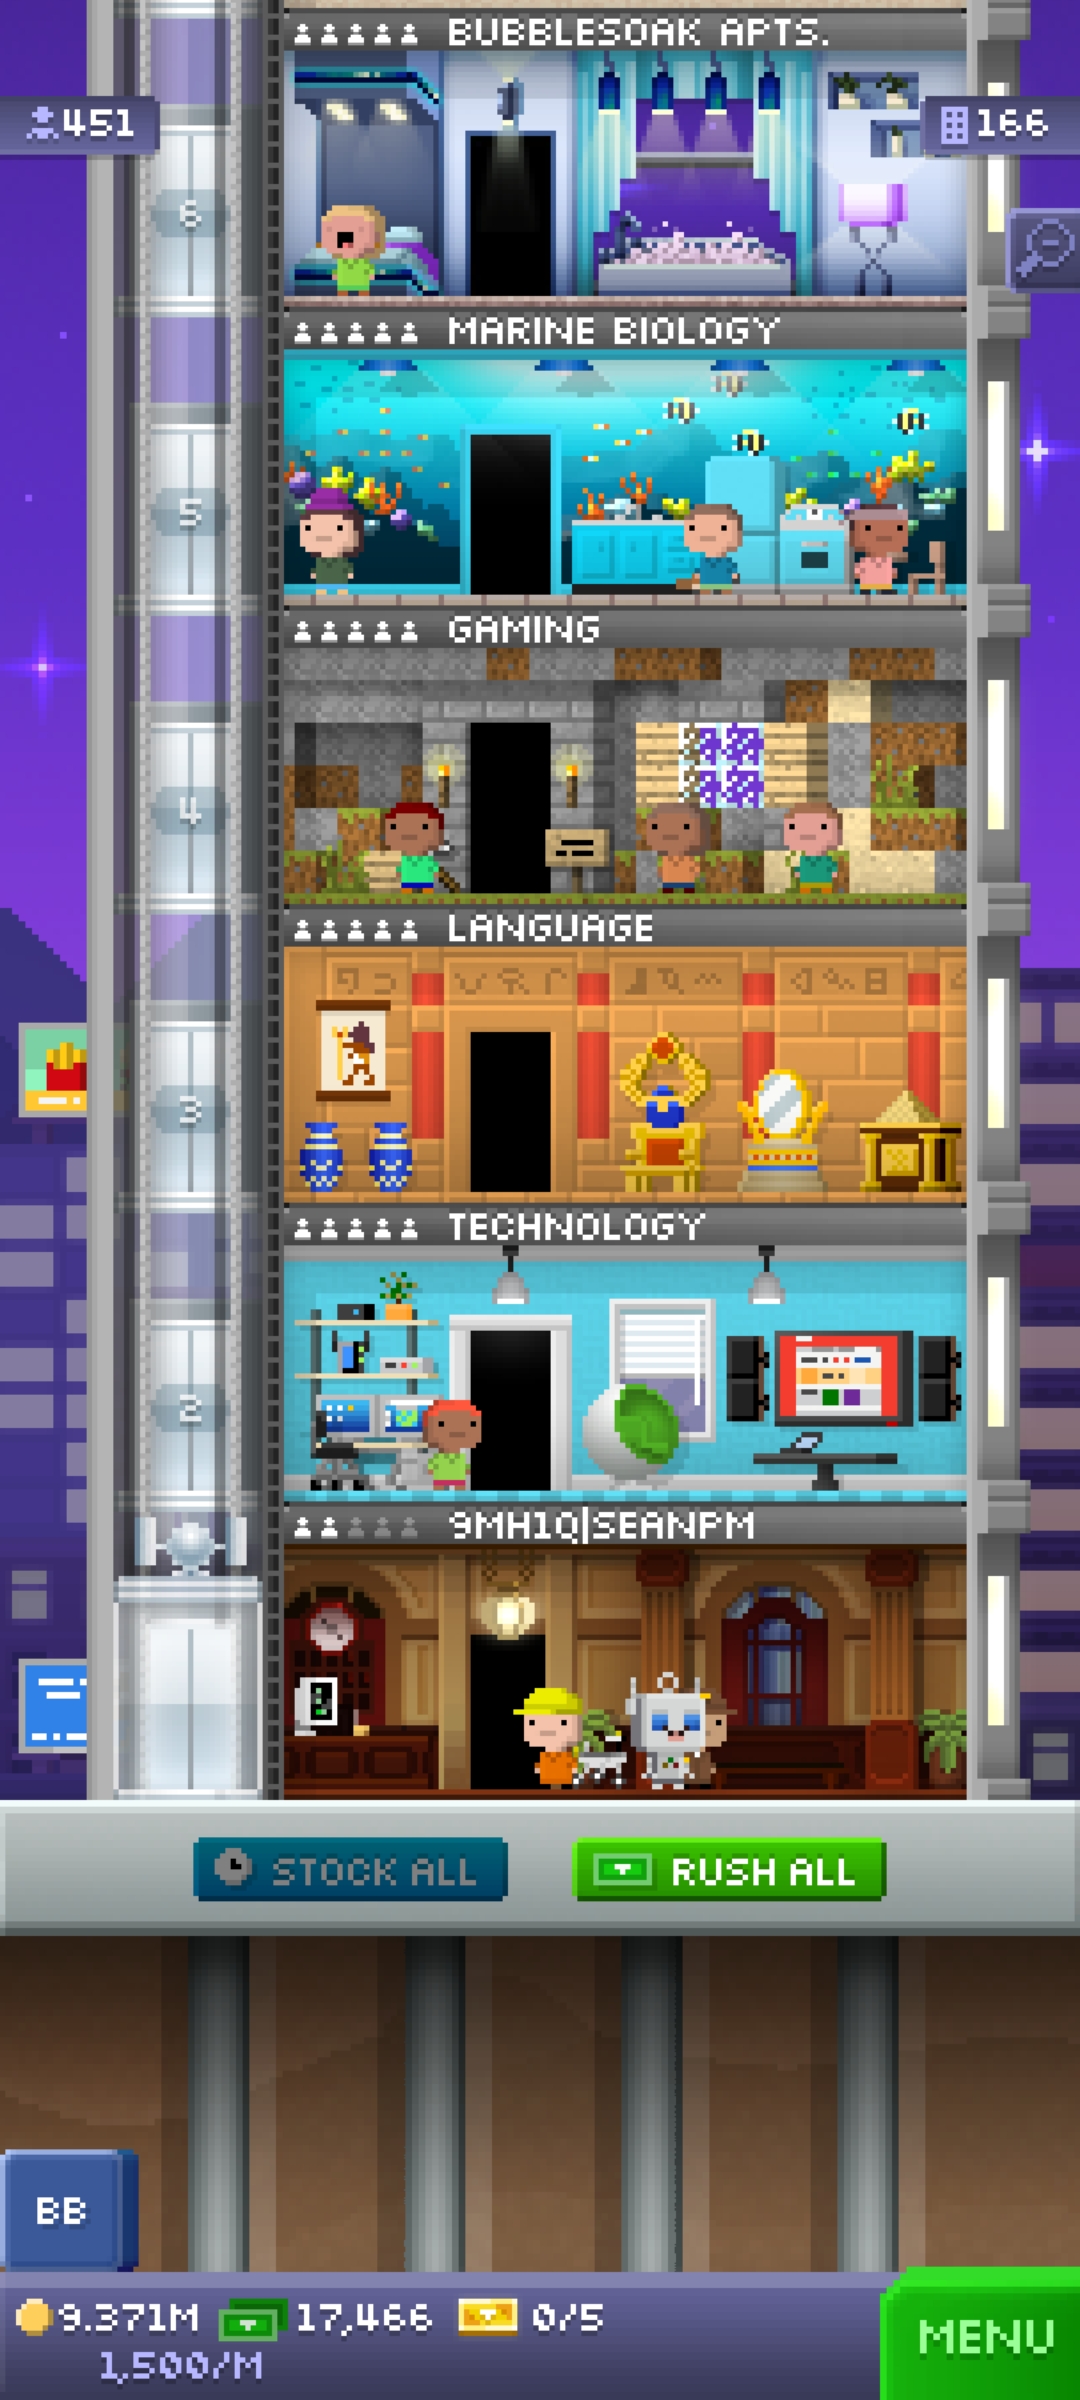 BUBBLESOAK APTS.
451
166
6
MARINE BIOLOGY
5
GAMING
4
LANGUAGE
3
TECHNOLOGY
2
9MH1Q|SEANPM
STOCK ALL
RUSH ALL
BB
9.371M
17,466
0/5
1,500/M
MENU